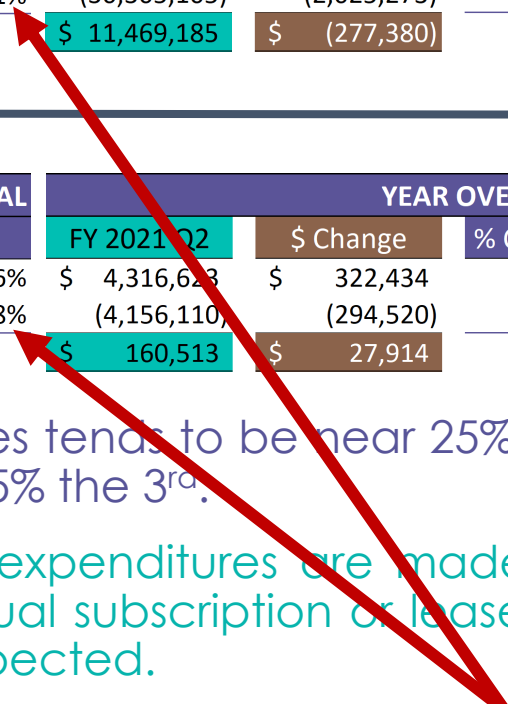 $ 11,469,185 $ (277,380)
AL YEAR OVE
FY 2021 Q2 $ Change % C
6% $ 4,316,623 $ 322,434
8% (4,156,110) (294,520)
$ 160,513 $ 27,914
es tends to be near 25%
5% the 3rd.
expenditures are made
ual subscription or lease
pected.